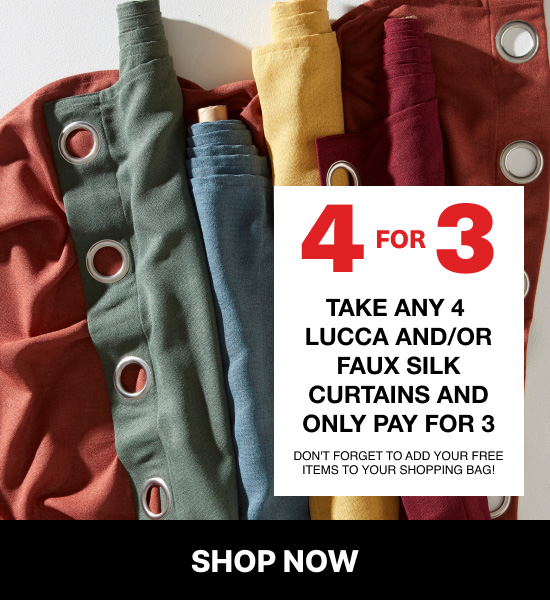 4 FOR 3
TAKE ANY 4
LUCCA AND/OR
FAUX SILK
CURTAINS AND
ONLY PAY FOR 3
DON'T FORGET TO ADD YOUR FREE
ITEMS TO YOUR SHOPPING BAG!
SHOP NOW